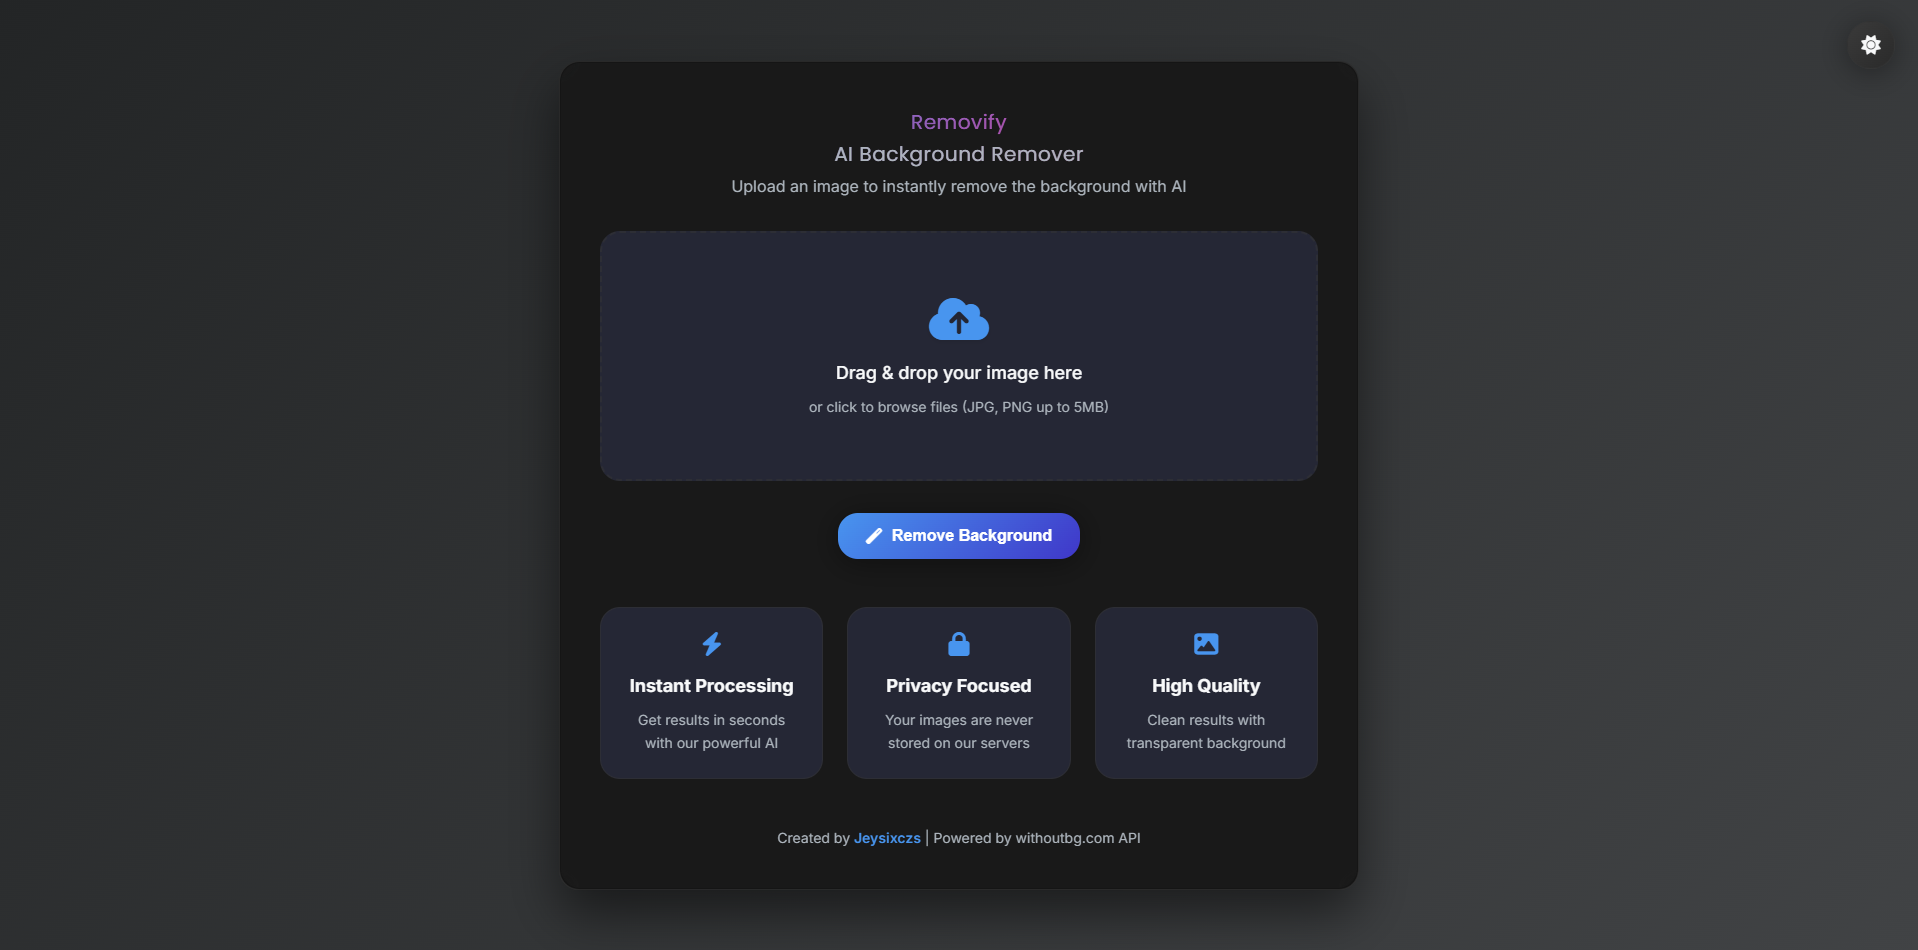 Removify
AI Background Remover
Upload an image to instantly remove the background with AI
Drag & drop your image here
or click to browse files (JPG, PNG up to 5MB)
Remove Background
Instant Processing
Get results in seconds
with our powerful AI
Privacy Focused
Your images are never
stored on our servers
High Quality
Clean results with
transparent background
Created by Jeysixczs | Powered by withoutbg.com API